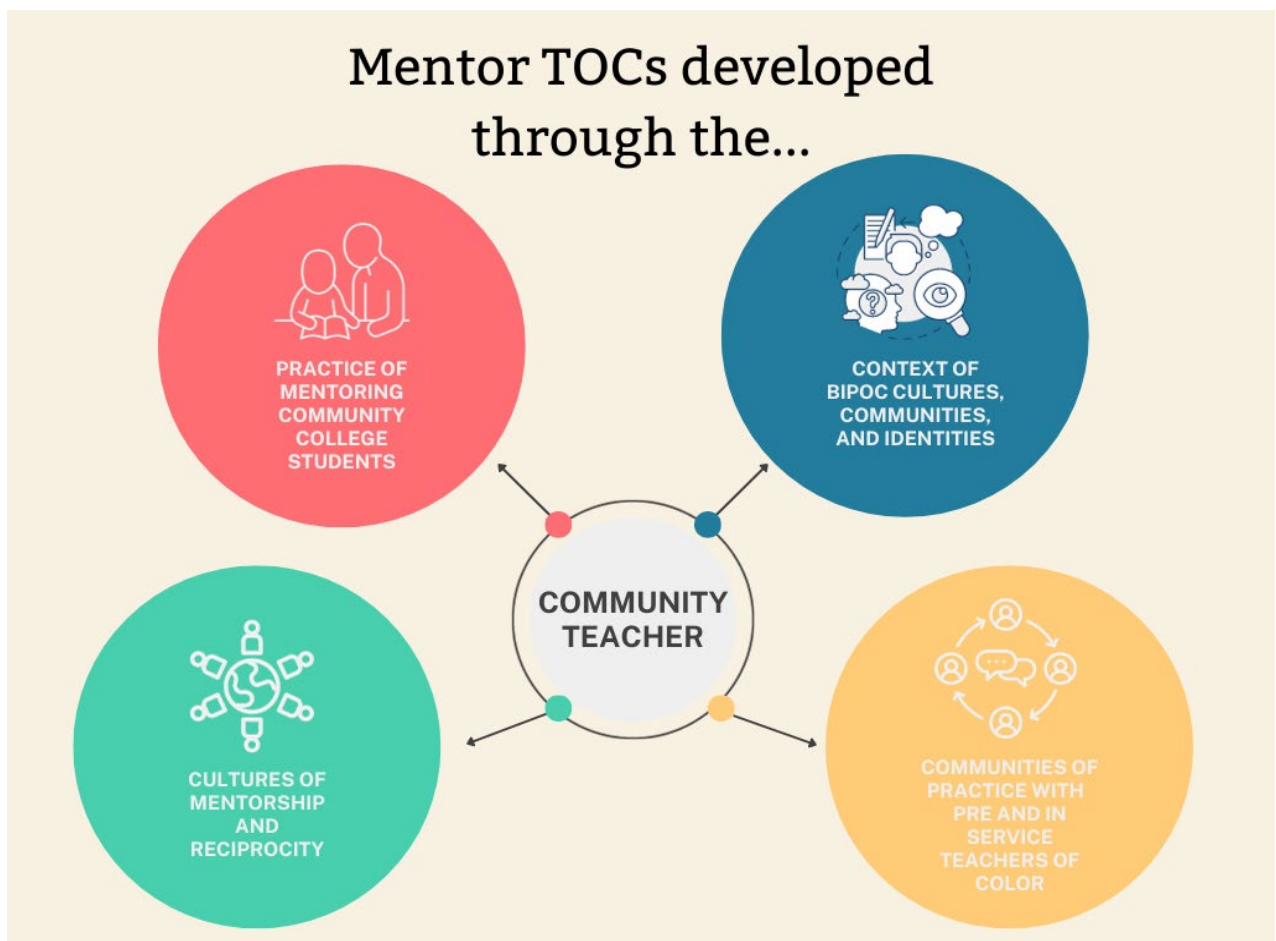 Mentor TOCs developed
through the...
PRACTICE OF
MENTORING
COMMUNITY
COLLEGE
STUDENTS
CONTEXT OF
BIPOC CULTURES,
COMMUNITIES,
AND IDENTITIES
COMMUNITY
TEACHER
CULTURES OF
MENTORSHIP
AND
RECIPROCITY
COMMUNITIES OF
PRACTICE WITH
PRE AND IN
SERVICE
TEACHERS OF
COLOR